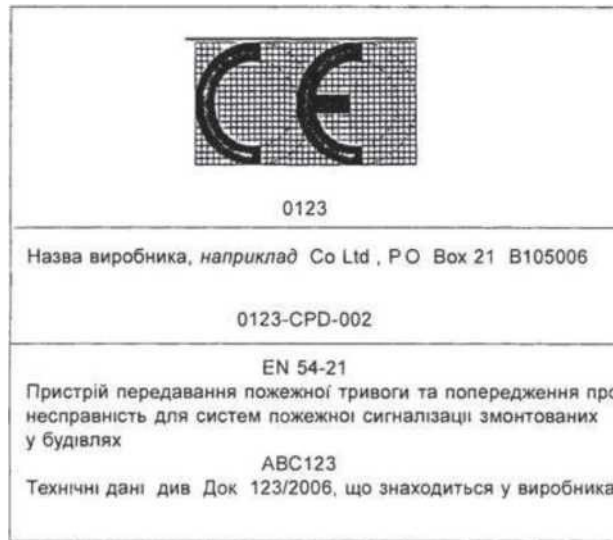 CE
0123
Назва виробника, наприклад Co Ltd , P O Box 21 B105006
0123-CPD-002
EN 54-21
Пристрій передавання пожежної тривоги та попередження про
несправність для систем пожежноі сигналізаціі змонтованих
у будівлях
ABC123
Технічні дані див Док 123/2006, що знаходиться у виробника